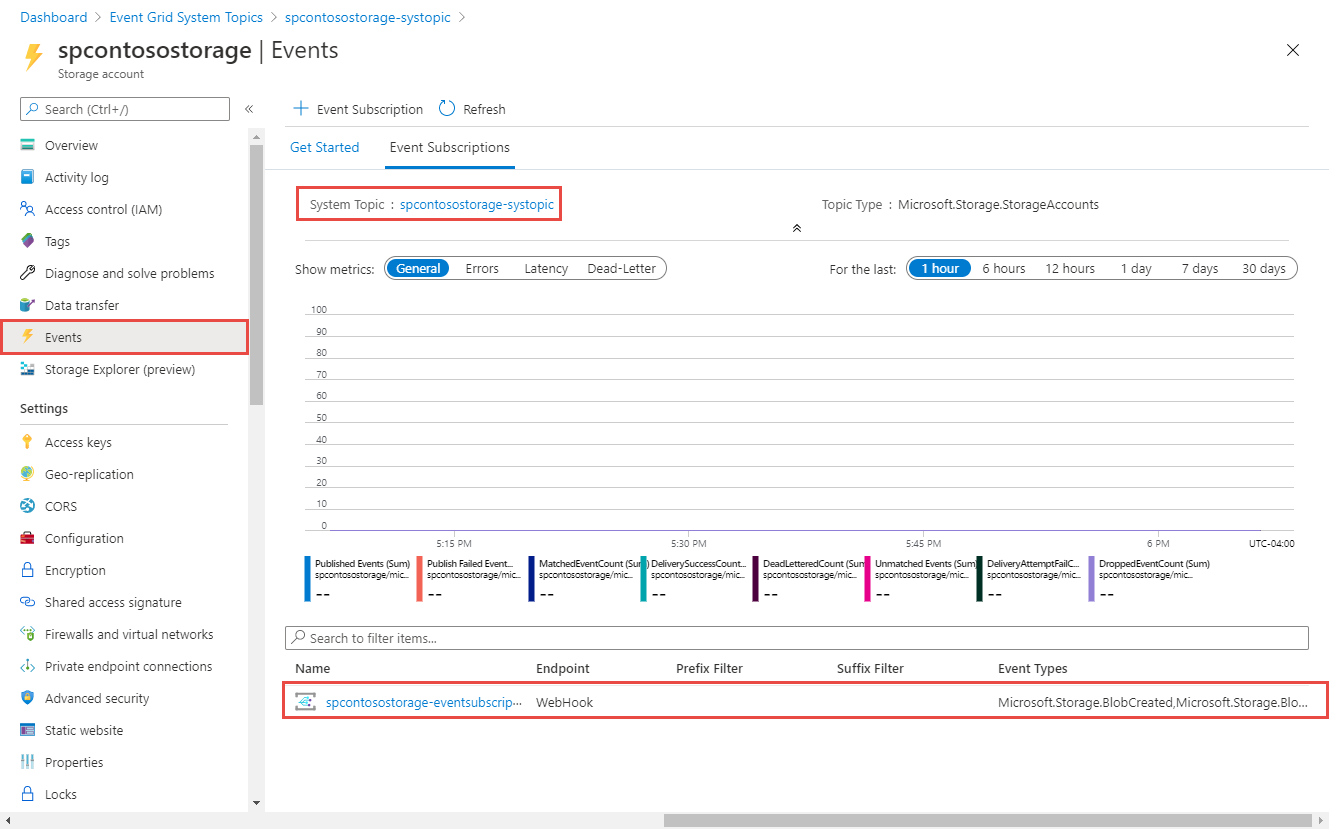 Dashboard > Event Grid System Topics > spcontosostorage-systopic >
spcontosostorage | Events
Storage account
Search (Ctrl+/)
«
Overview
Activity log
Access control (IAM)
Tags
Diagnose and solve problems
Data transfer
Events
Storage Explorer (preview)
Settings
Access keys
Geo-replication
CORS
Configuration
Encryption
Shared access signature
Firewalls and virtual networks
Private endpoint connections
Advanced security
Static website
Properties
Locks
Event Subscription Refresh
Get Started Event Subscriptions
System Topic : spcontosostorage-systopic Topic Type : Microsoft.Storage.StorageAccounts
Show metrics: General Errors Latency Dead-Letter For the last: 1 hour 6 hours 12 hours 1 day 7 days 30 days
100
90
80
70
60
50
40
30
20
10
0
5:15 PM 5:30 PM 5:45 PM 6 PM UTC-04:00
Published Events (Sum) Publish Failed Event... MatchedEventCount (Sum) DeliverySuccessCount... DeadLetteredCount (Sum Unmatched Events (Sum) DeliveryAttemptFailC... DroppedEventCount (Sum)
spcontosostorage/mic... spcontosostorage/mic... spcontosostorage/mic... spcontosostorage/mic... spcontosostorage/mic... spcontosostorage/mic... spcontosostorage/mic... spcontosostorage/mic...
-- -- -- -- -- -- -- --
Search to filter items...
Name Endpoint Prefix Filter Suffix Filter Event Types
spcontosostorage-eventsubscrip··· WebHook Microsoft.Storage.BlobCreated,Microsoft.Storage.Blo...